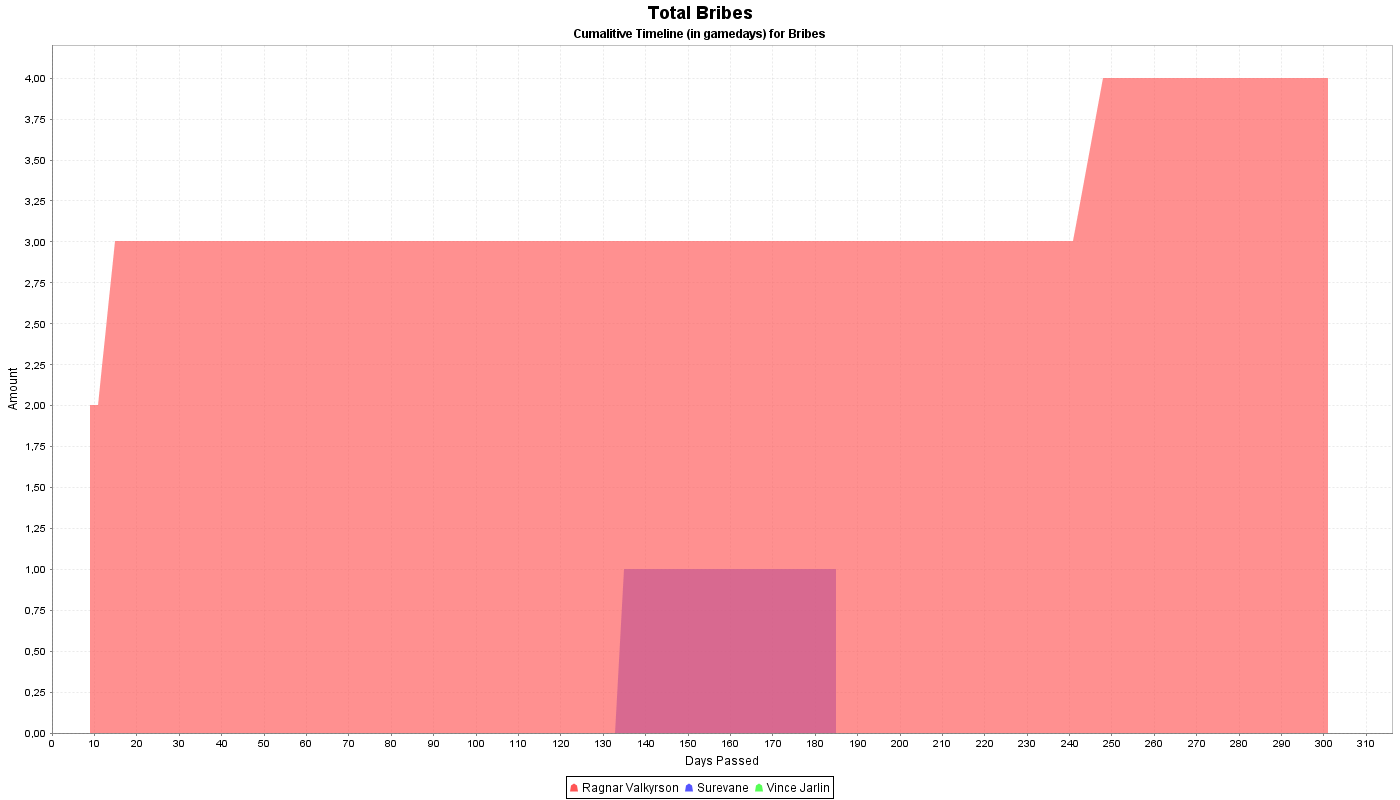 Total Bribes
Cumalitive Timeline (in gamedays) for Bribes
4,00
3,75
3,50
3,25
3,00
2,75
2,50
2,25
2,00
1,75
1,50
1,25
1,00
0,75
0,50
0,25
0,00
Amount
0 10 20 30 40 50 60 70 80 90 100 110 120 130 140 150 160 170 180 190 200 210 220 230 240 250 260 270 280 290 300 310
Days Passed
Ragnar Valkyrson Surevane Vince Jarlin